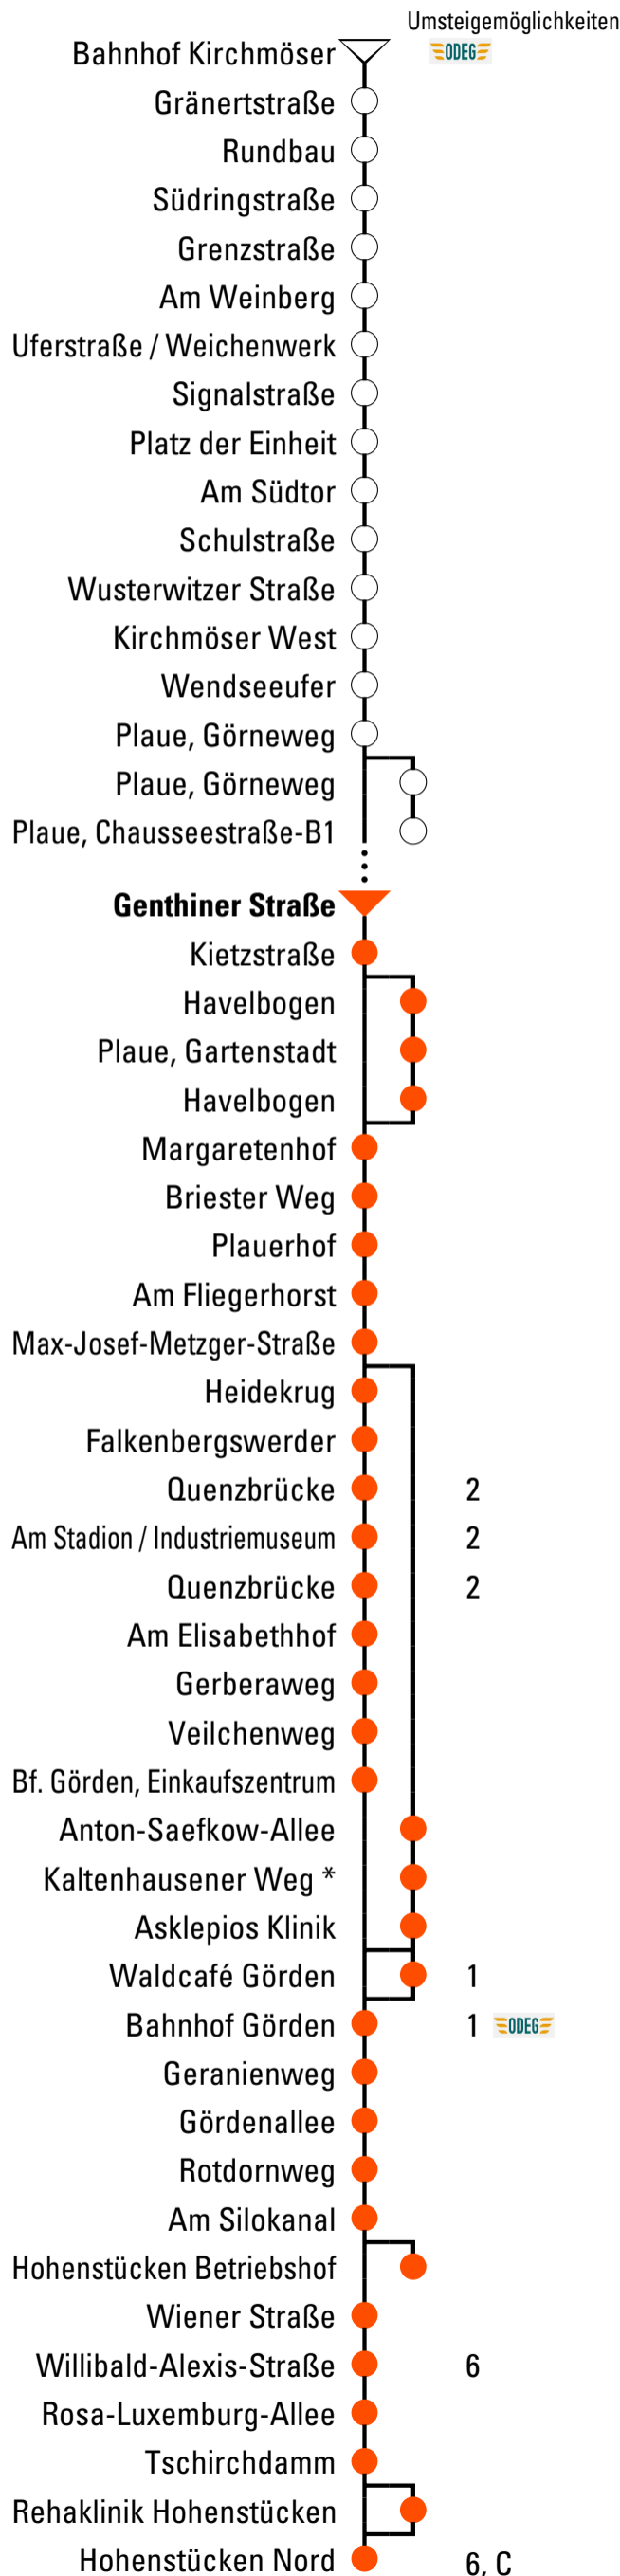 Umsteigemöglichkeiten
Bahnhof Kirchmöser ODEG
Gränertstraße
Rundbau
Südringstraße
Grenzstraße
Am Weinberg
Uferstraße / Weichenwerk
Signalstraße
Platz der Einheit
Am Südtor
Schulstraße
Wusterwitzer Straße
Kirchmöser West
Wendseeufer
Plaue, Görneweg
Plaue, Görneweg
Plaue, Chausseestraße-B1
Genthiner Straße
Kietzstraße
Havelbogen
Plaue, Gartenstadt
Havelbogen
Margaretenhof
Briester Weg
Plauerhof
Am Fliegerhorst
Max-Josef-Metzger-Straße
Heidekrug
Falkenbergswerder
Quenzbrücke 2
Am Stadion / Industriemuseum 2
Quenzbrücke 2
Am Elisabethhof
Gerberaweg
Veilchenweg
Bf. Görden, Einkaufszentrum
Anton-Saefkow-Allee
Kaltenhausener Weg *
Asklepios Klinik
Waldcafé Görden 1
Bahnhof Görden 1 ODEG
Geranienweg
Gördenallee
Rotdornweg
Am Silokanal
Hohenstücken Betriebshof
Wiener Straße
Willibald-Alexis-Straße 6
Rosa-Luxemburg-Allee
Tschirchdamm
Rehaklinik Hohenstücken
Hohenstücken Nord 6, C